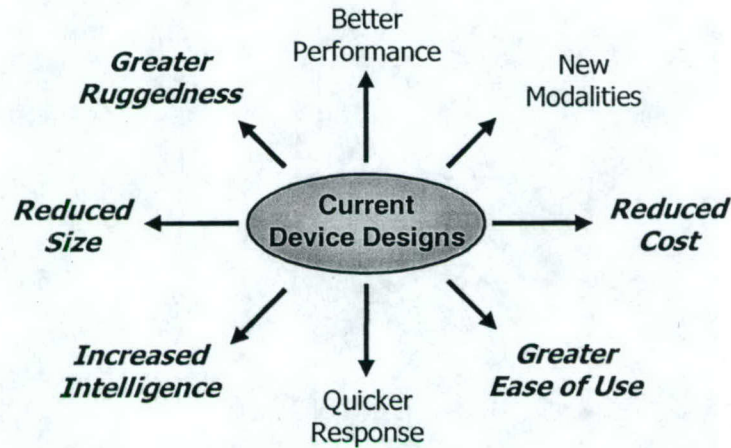 Better
Performance
Greater
Ruggedness
New
Modalities
Reduced
Size
Current
Device Designs
Reduced
Cost
Increased
Intelligence
Greater
Ease of Use
Quicker
Response